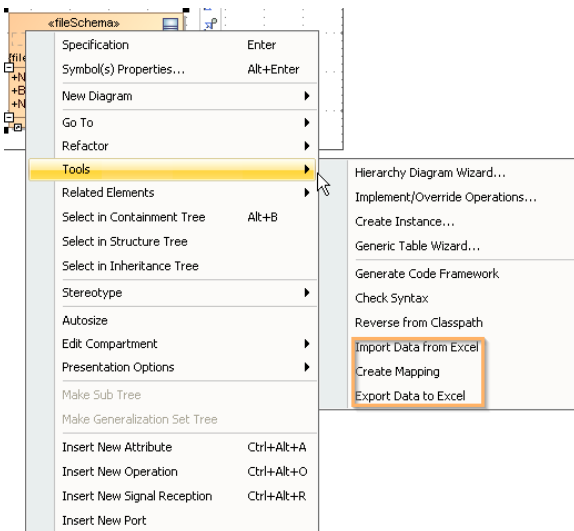 «fileSchema»
+N
+B
+N
Specification Enter
Symbol(s) Properties... Alt+Enter
New Diagram
Go To
Refactor
Tools
Related Elements
Select in Containment Tree Alt+B
Select in Structure Tree
Select in Inheritance Tree
Stereotype
Autosize
Edit Compartment
Presentation Options
Make Sub Tree
Make Generalization Set Tree
Insert New Attribute Ctrl+Alt+A
Insert New Operation Ctrl+Alt+O
Insert New Signal Reception Ctrl+Alt+R
Insert New Port
Hierarchy Diagram Wizard...
Implement/Override Operations...
Create Instance...
Generic Table Wizard...
Generate Code Framework
Check Syntax
Reverse from Classpath
Import Data from Excel
Create Mapping
Export Data to Excel